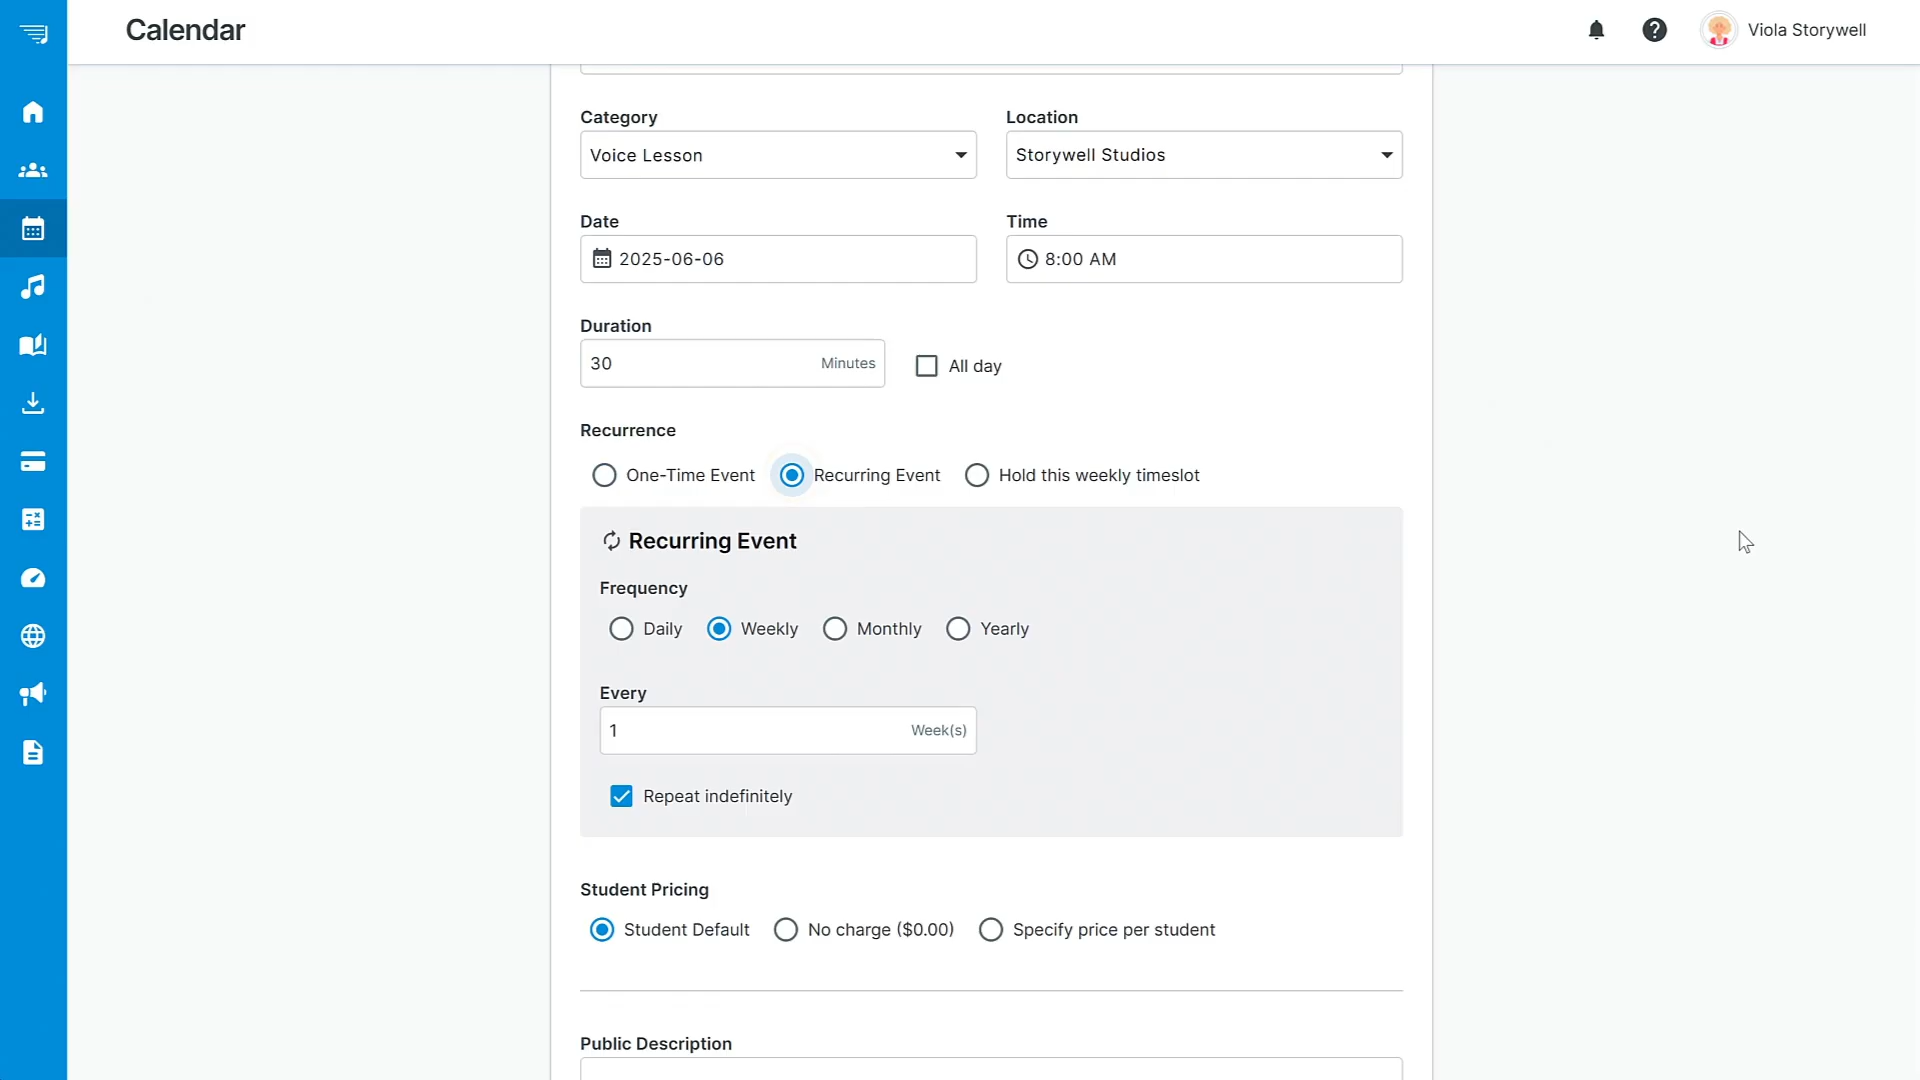 Calendar
Viola Storywell
Category
Location
Voice Lesson
Storywell Studios
Date
Time
2025-06-06
8:00 AM
Duration
30 Minutes
All day
Recurrence
One-Time Event Recurring Event Hold this weekly timeslot
Recurring Event
Frequency
Daily Weekly Monthly Yearly
Every
1 Week(s)
Repeat indefinitely
Student Pricing
Student Default No charge ($0.00) Specify price per student
Public Description